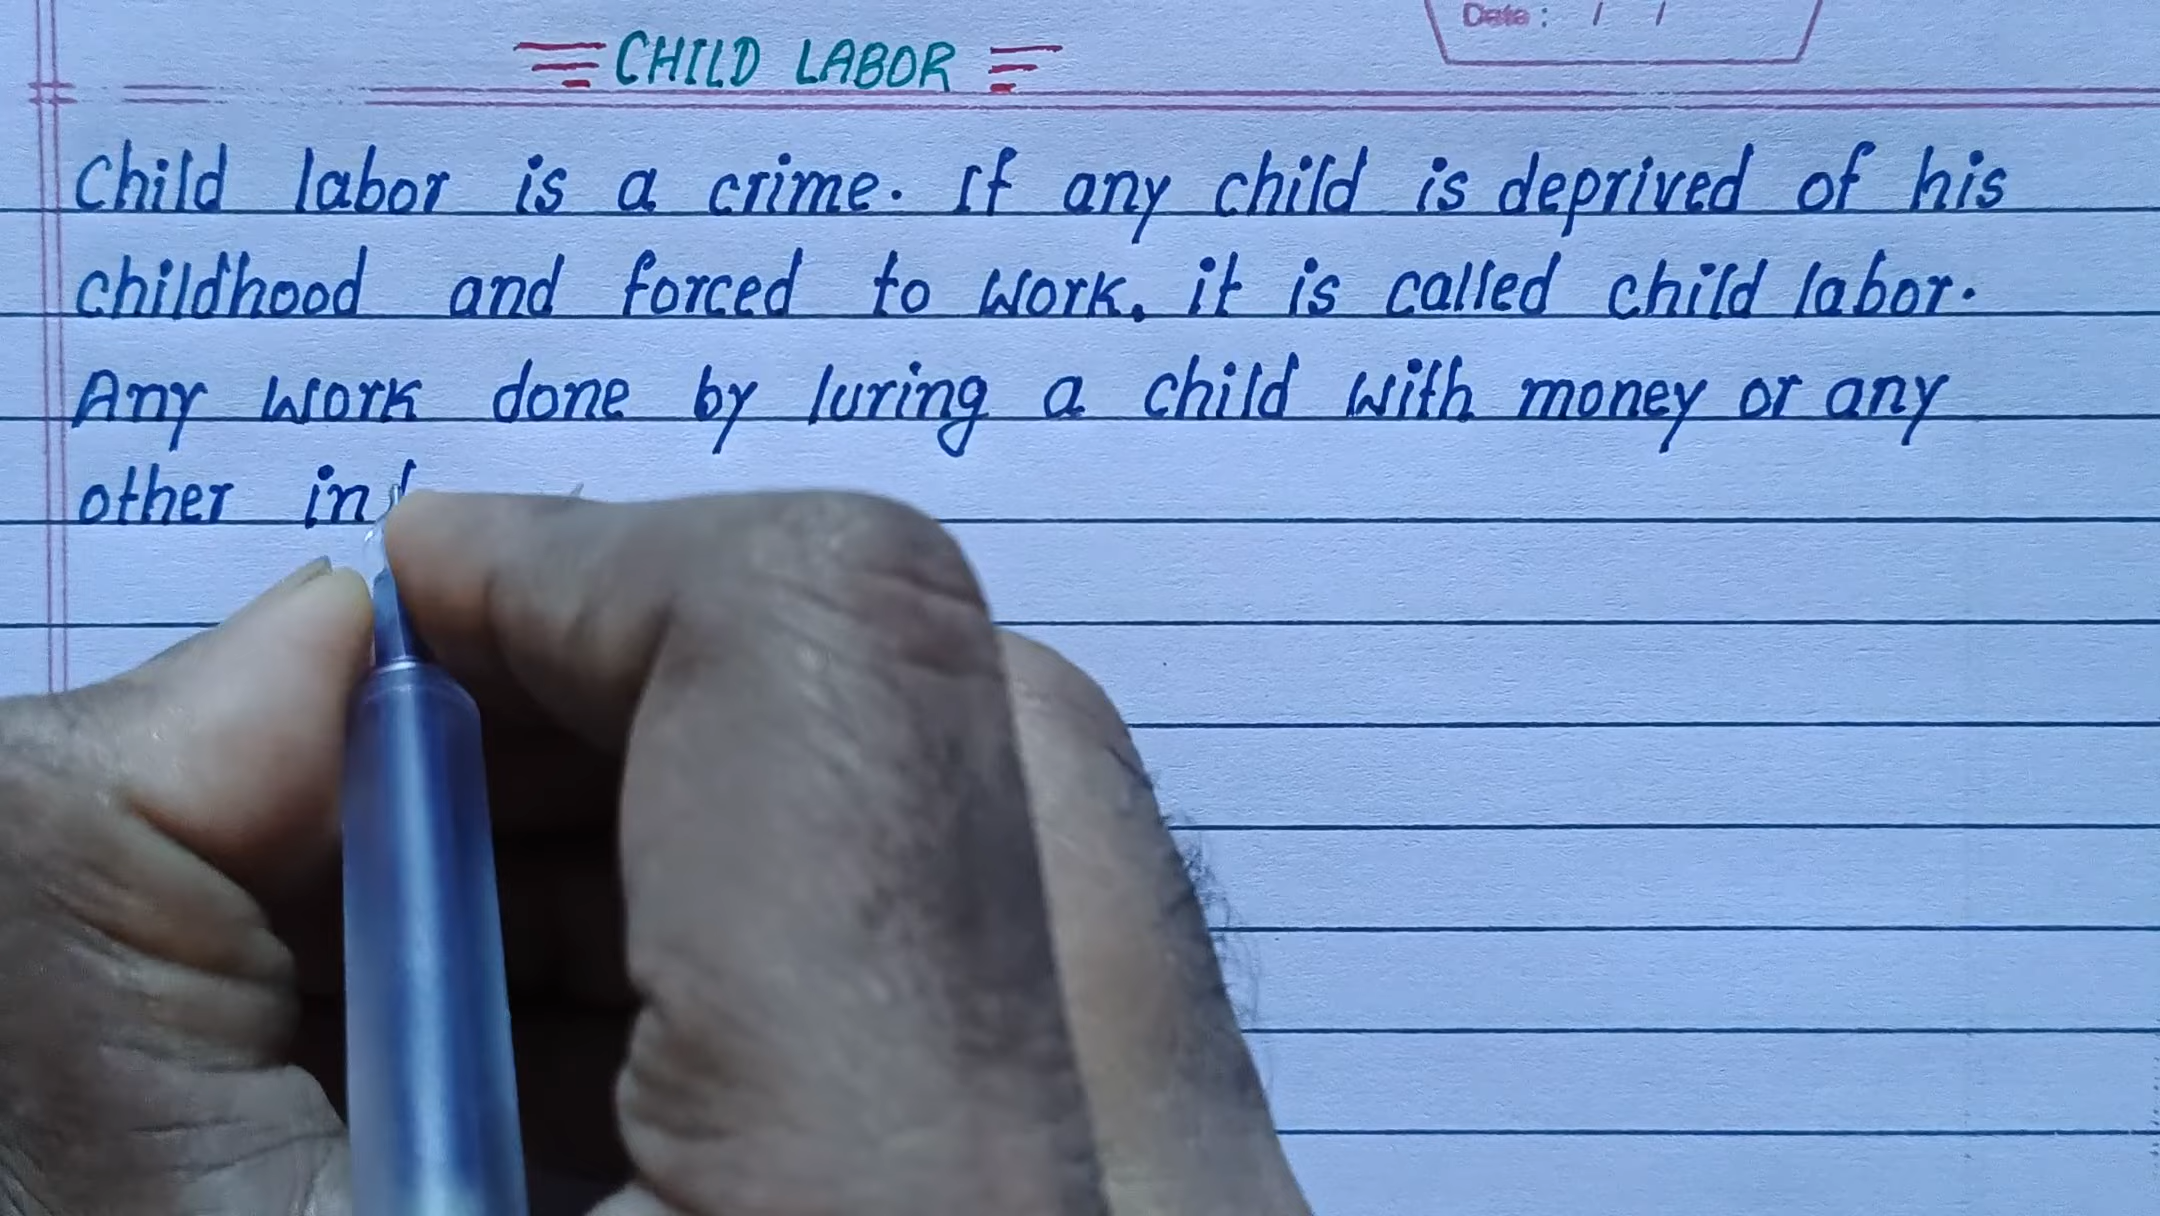 Date : / /
CHILD LABOR
Child labor is a crime. If any child is deprived of his
childhood and forced to work, it is called child labor.
Any work done by luring a child with money or any
other